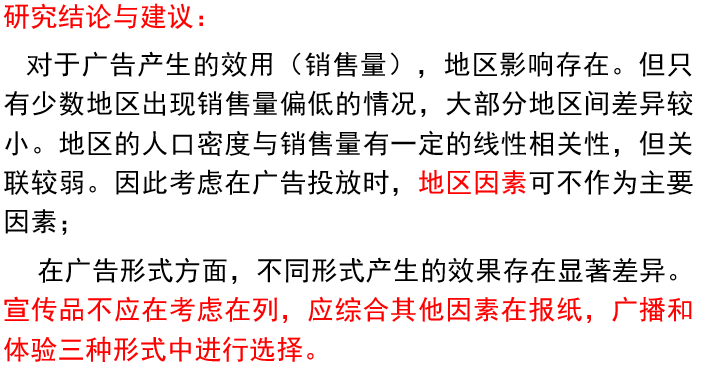 研究结论与建议：
对于广告产生的效用（销售量），地区影响存在。但只
有少数地区出现销售量偏低的情况，大部分地区间差异较
小。地区的人口密度与销售量有一定的线性相关性，但关
联较弱。因此考虑在广告投放时，地区因素可不作为主要
因素；
在广告形式方面，不同形式产生的效果存在显著差异。
宣传品不应在考虑在列，应综合其他因素在报纸，广播和
体验三种形式中进行选择。